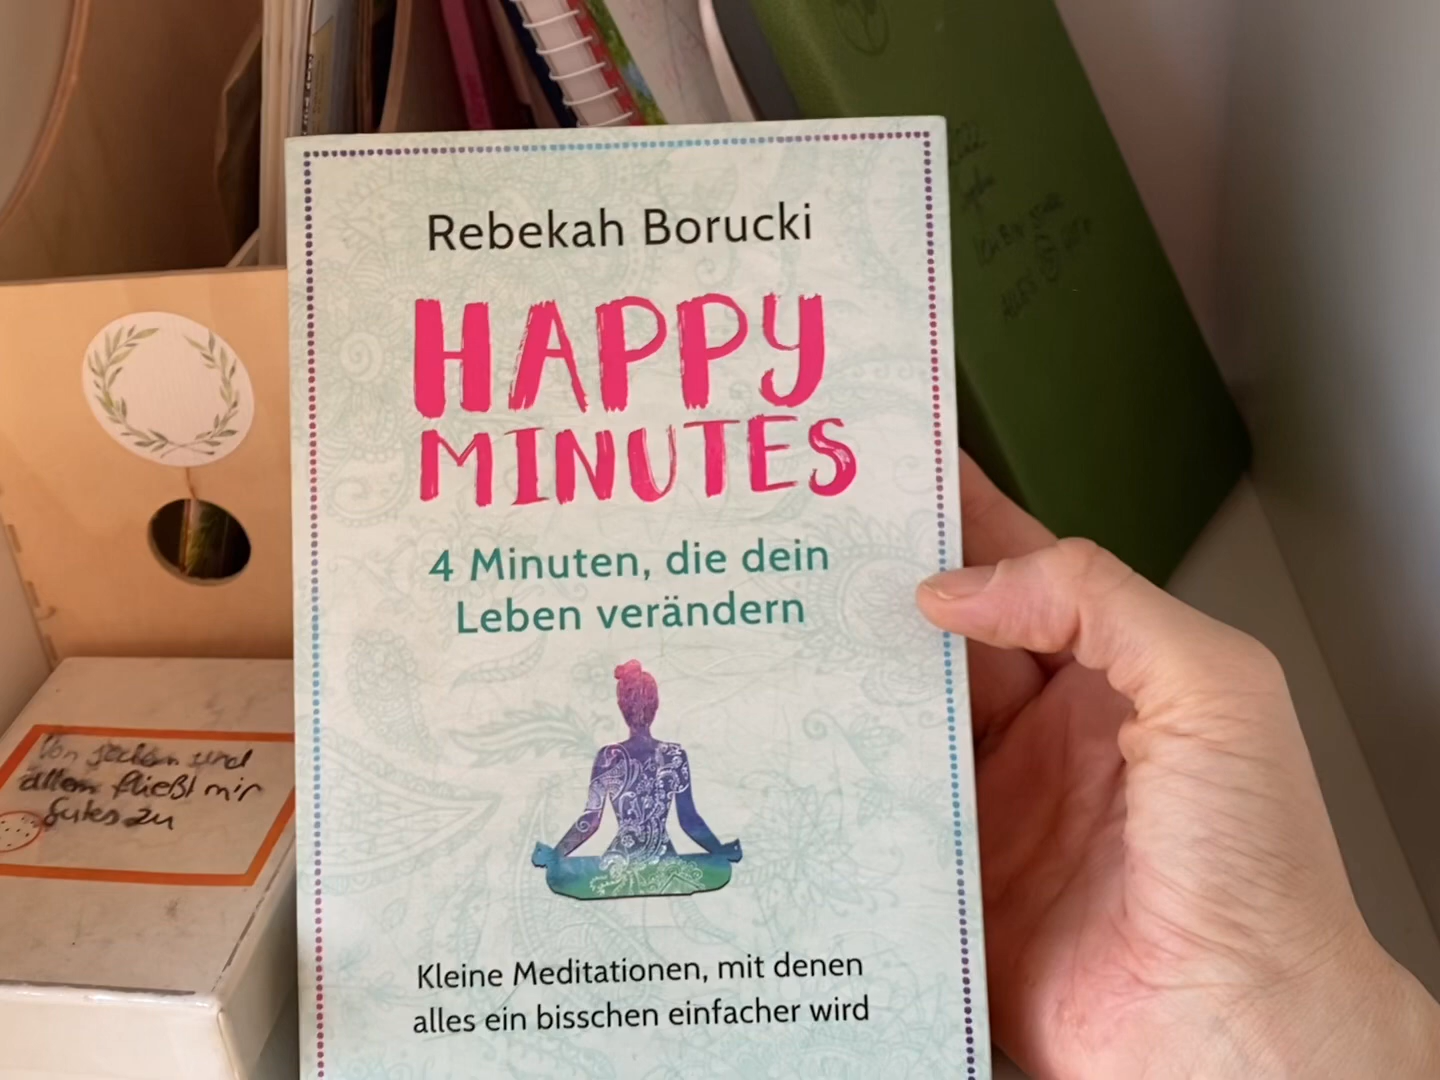 Rebekah Borucki
HAPPY
MINUTES
4 Minuten, die dein
Leben verändern
Kleine Meditationen, mit denen
alles ein bisschen einfacher wird
Von jedem und
allem fließt mir
Gutes zu